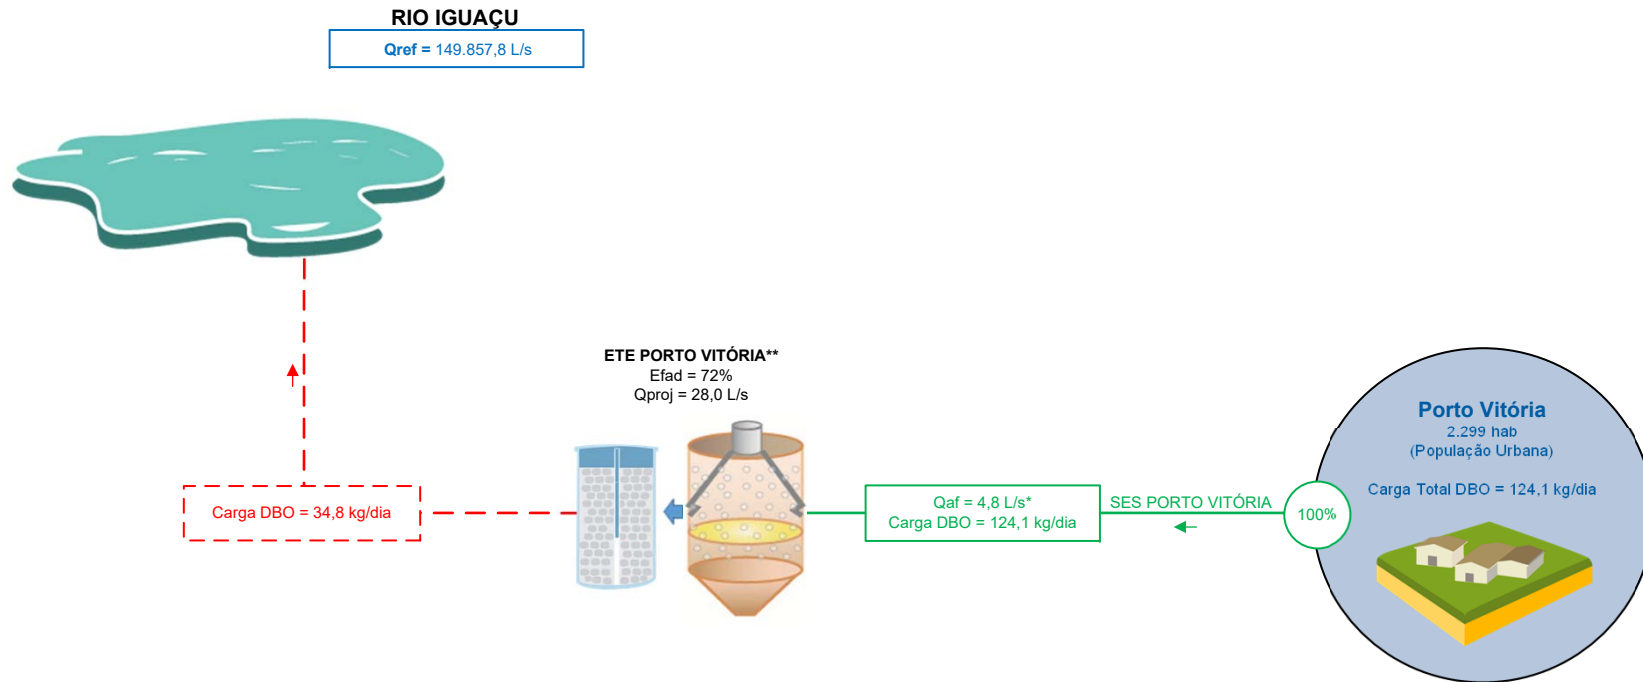 RIO IGUAÇU
Qref = 149.857,8 L/s
ETE PORTO VITÓRIA**
Efad = 72%
Qproj = 28,0 L/s
Carga DBO = 34,8 kg/dia
Qaf = 4,8 L/s*
Carga DBO = 124,1 kg/dia
SES PORTO VITÓRIA
100%
Porto Vitória
2.299 hab
(População Urbana)
Carga Total DBO = 124,1 kg/dia